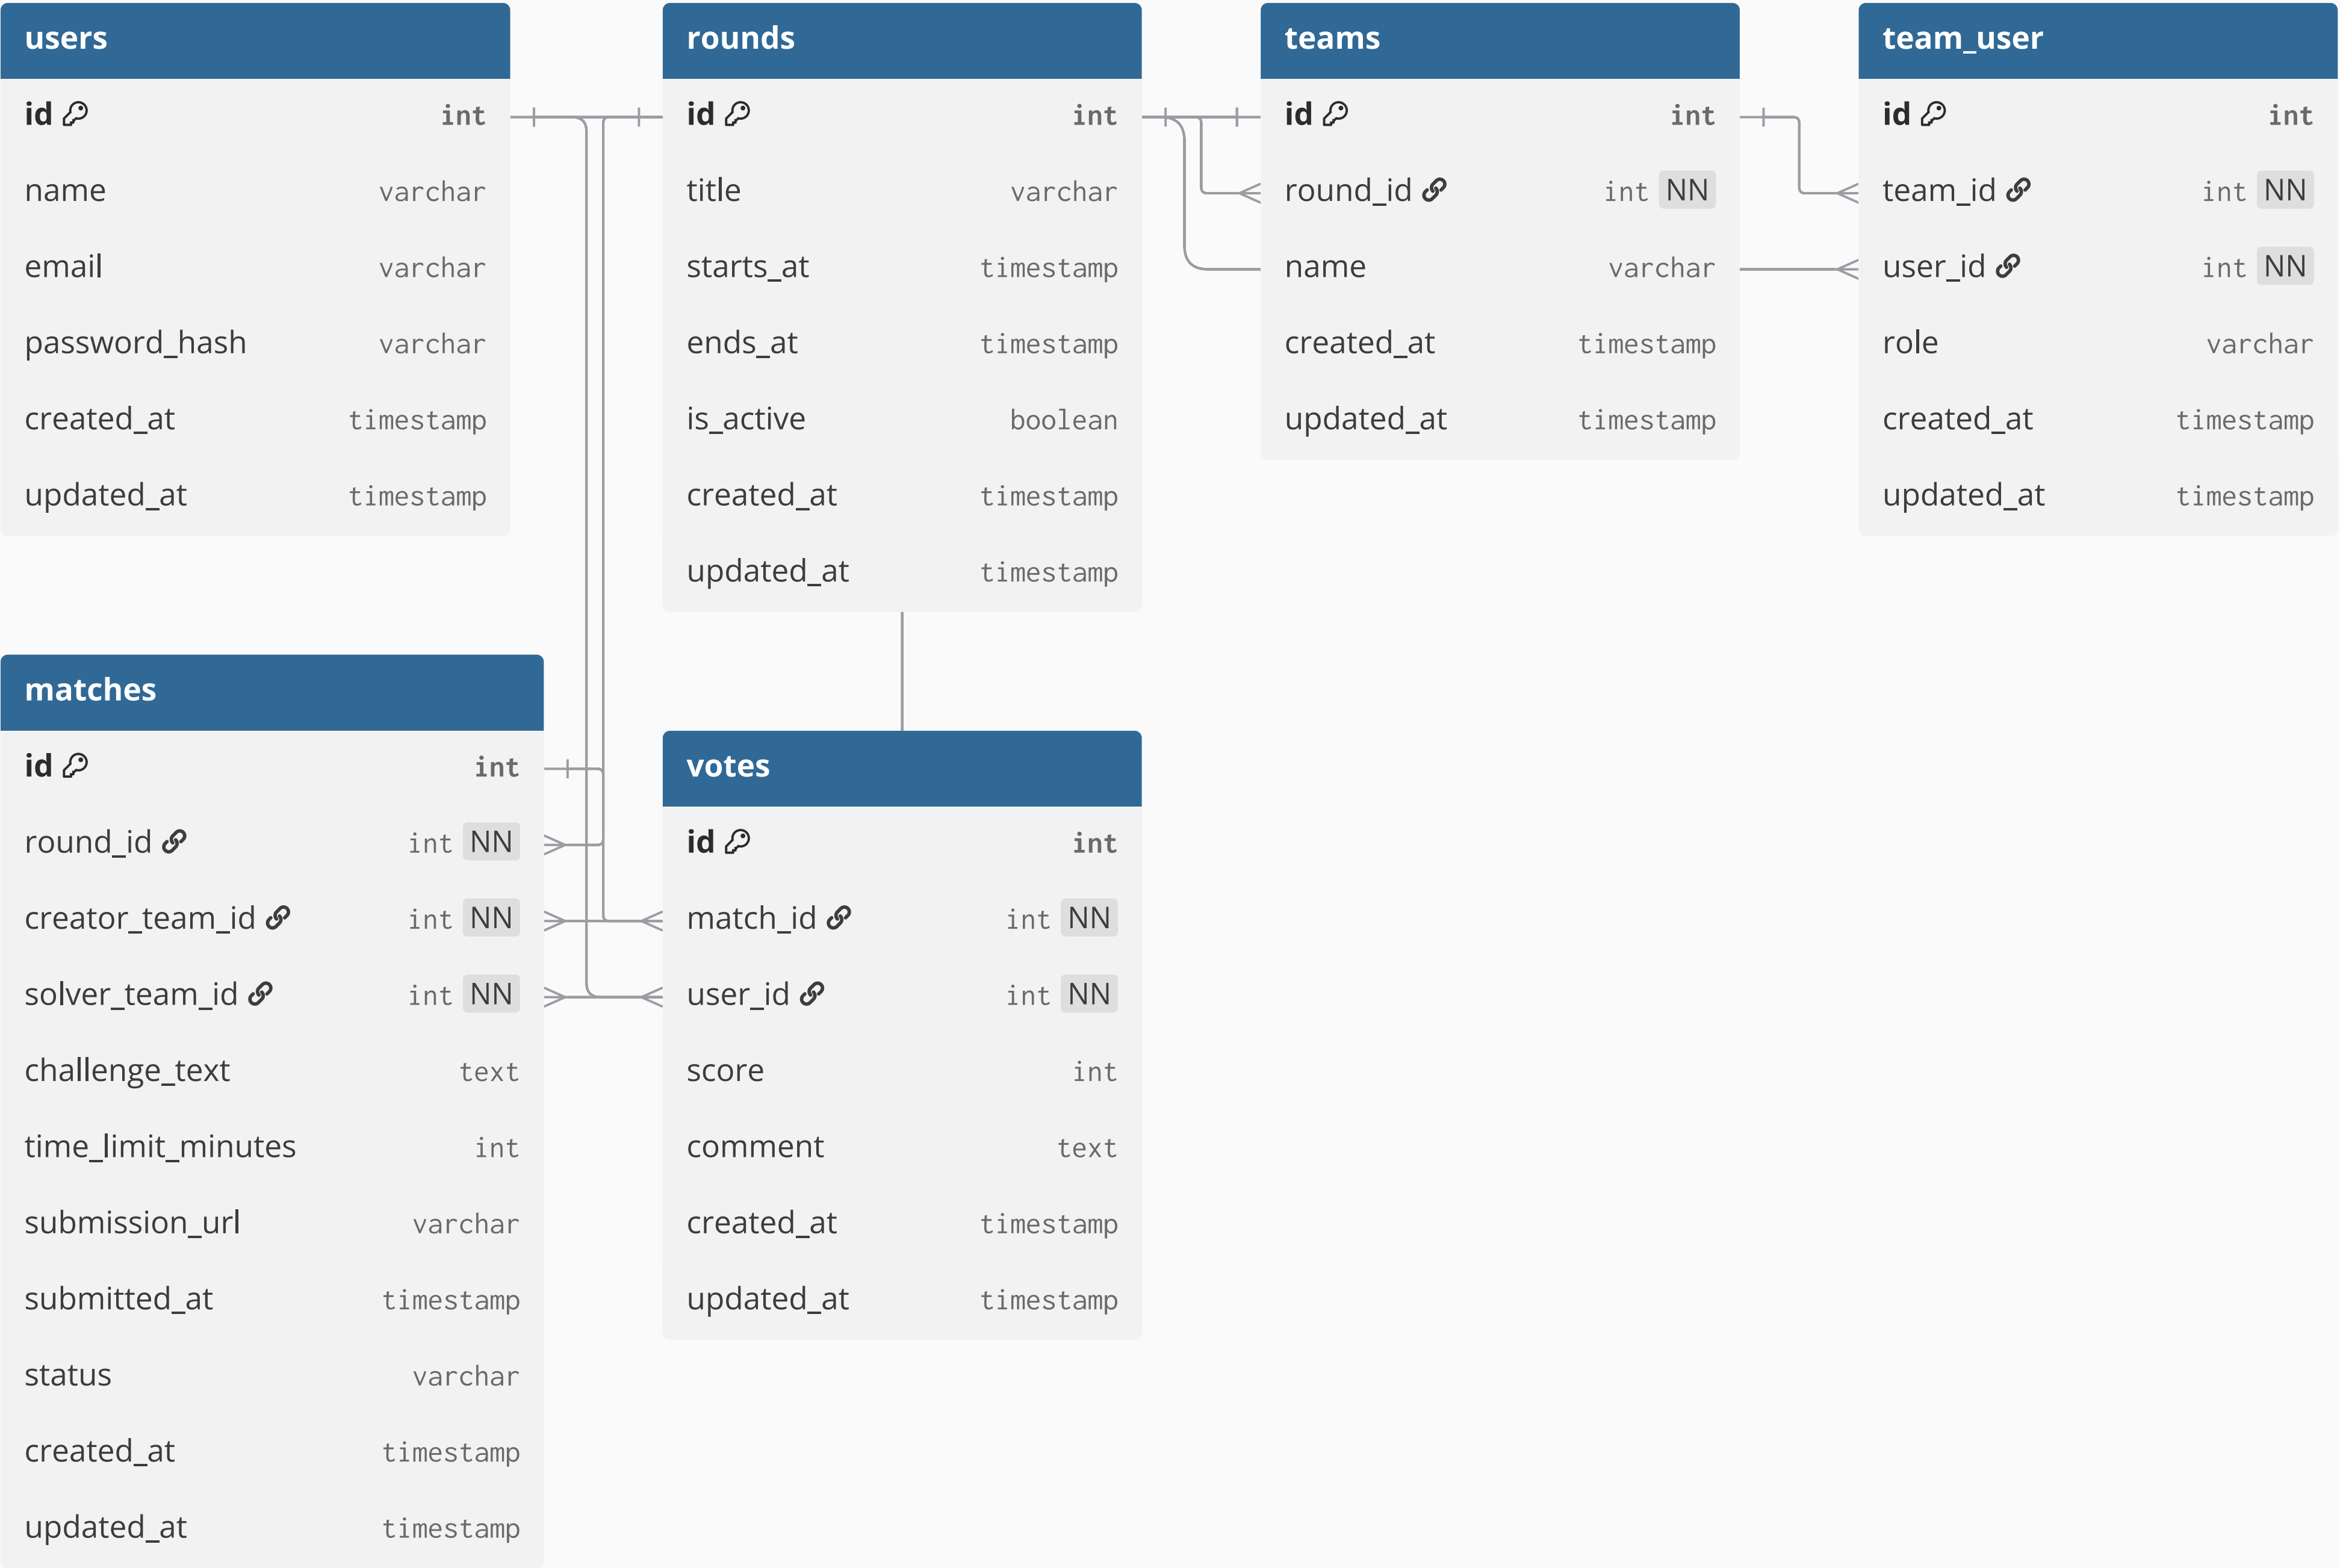 users
id int
name varchar
email varchar
password_hash varchar
created_at timestamp
updated_at timestamp
rounds
id int
title varchar
starts_at timestamp
ends_at timestamp
is_active boolean
created_at timestamp
updated_at timestamp
teams
id int
round_id int NN
name varchar
created_at timestamp
updated_at timestamp
team_user
id int
team_id int NN
user_id int NN
role varchar
created_at timestamp
updated_at timestamp
matches
id int
round_id int NN
creator_team_id int NN
solver_team_id int NN
challenge_text text
time_limit_minutes int
submission_url varchar
submitted_at timestamp
status varchar
created_at timestamp
updated_at timestamp
votes
id int
match_id int NN
user_id int NN
score int
comment text
created_at timestamp
updated_at timestamp